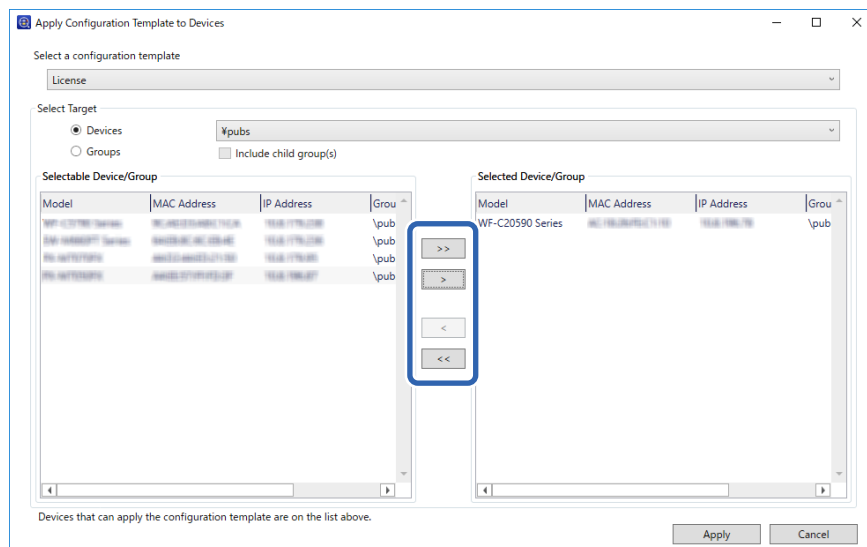 Apply Configuration Template to Devices
Select a configuration template
License
Select Target
Devices
¥pubs
Groups
Include child group(s)
Selectable Device/Group
Model MAC Address IP Address Grou
\pub
\pub
\pub
\pub
>>
>
<
<<
Selected Device/Group
Model MAC Address IP Address Grou
WF-C20590 Series \pub
Devices that can apply the configuration template are on the list above.
Apply Cancel